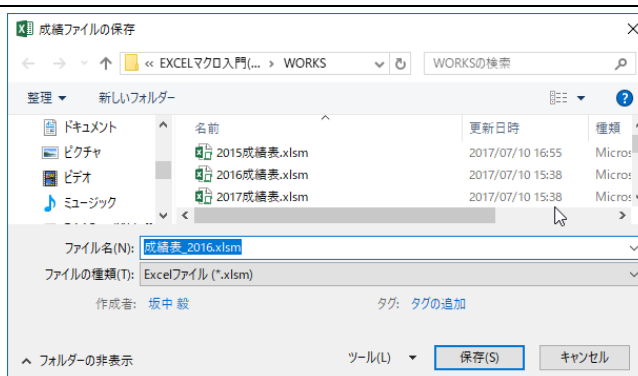 成績ファイルの保存
« EXCELマクロ入門(... › WORKS
WORKSの検索
整理 新しいフォルダー
名前 更新日時 種類
ドキュメント
ピクチャ
ビデオ
ミュージック
2015成績表.xlsm 2017/07/10 16:55 Micros
2016成績表.xlsm 2017/07/10 15:38 Micros
2017成績表.xlsm 2017/07/10 15:38 Micros
ファイル名(N): 成績表_2016.xlsm
ファイルの種類(T): Excelファイル (*.xlsm)
作成者: 坂中 毅 タグ: タグの追加
フォルダーの非表示 ツール(L) 保存(S) キャンセル